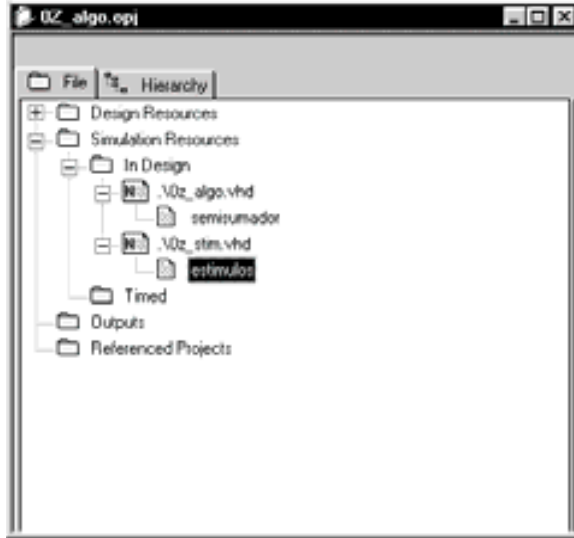 0Z_algo.opj
File Hierarchy
Design Resources
Simulation Resources
In Design
.\0z_algo.vhd
semisumador
.\0z_stim.vhd
estimulos
Timed
Outputs
Referenced Projects